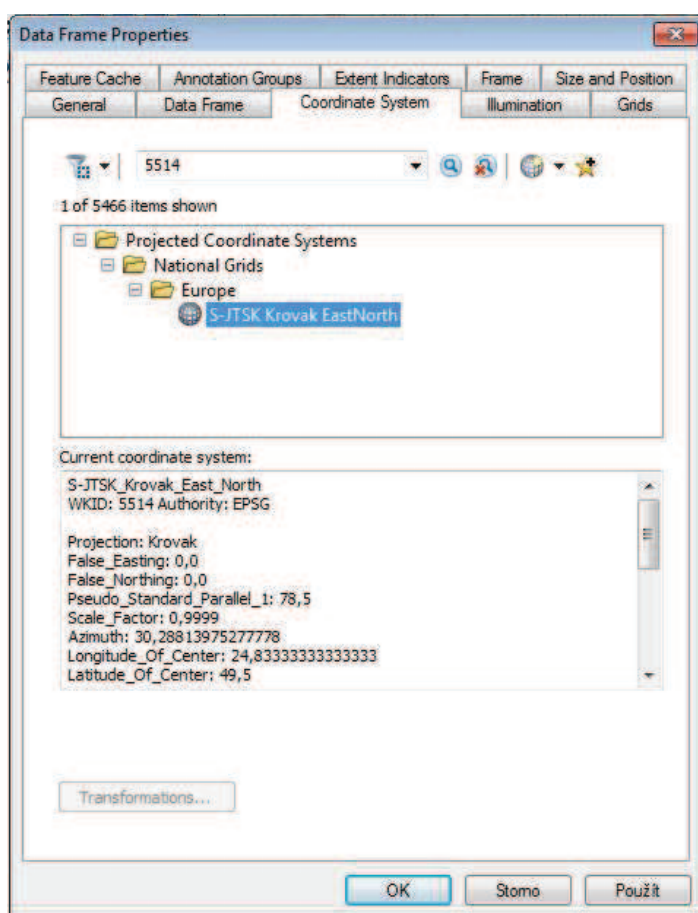 Data Frame Properties
Feature Cache Annotation Groups Extent Indicators Frame Size and Position
General Data Frame Coordinate System Illumination Grids
5514
1 of 5466 items shown
Projected Coordinate Systems
National Grids
Europe
S-JTSK Krovak EastNorth
Current coordinate system:
S-JTSK_Krovak_East_North
WKID: 5514 Authority: EPSG
Projection: Krovak
False_Easting: 0,0
False_Northing: 0,0
Pseudo_Standard_Parallel_1: 78,5
Scale_Factor: 0,9999
Azimuth: 30,28813975277778
Longitude_Of_Center: 24,83333333333333
Latitude_Of_Center: 49,5
Transformations...
OK Storno Použít